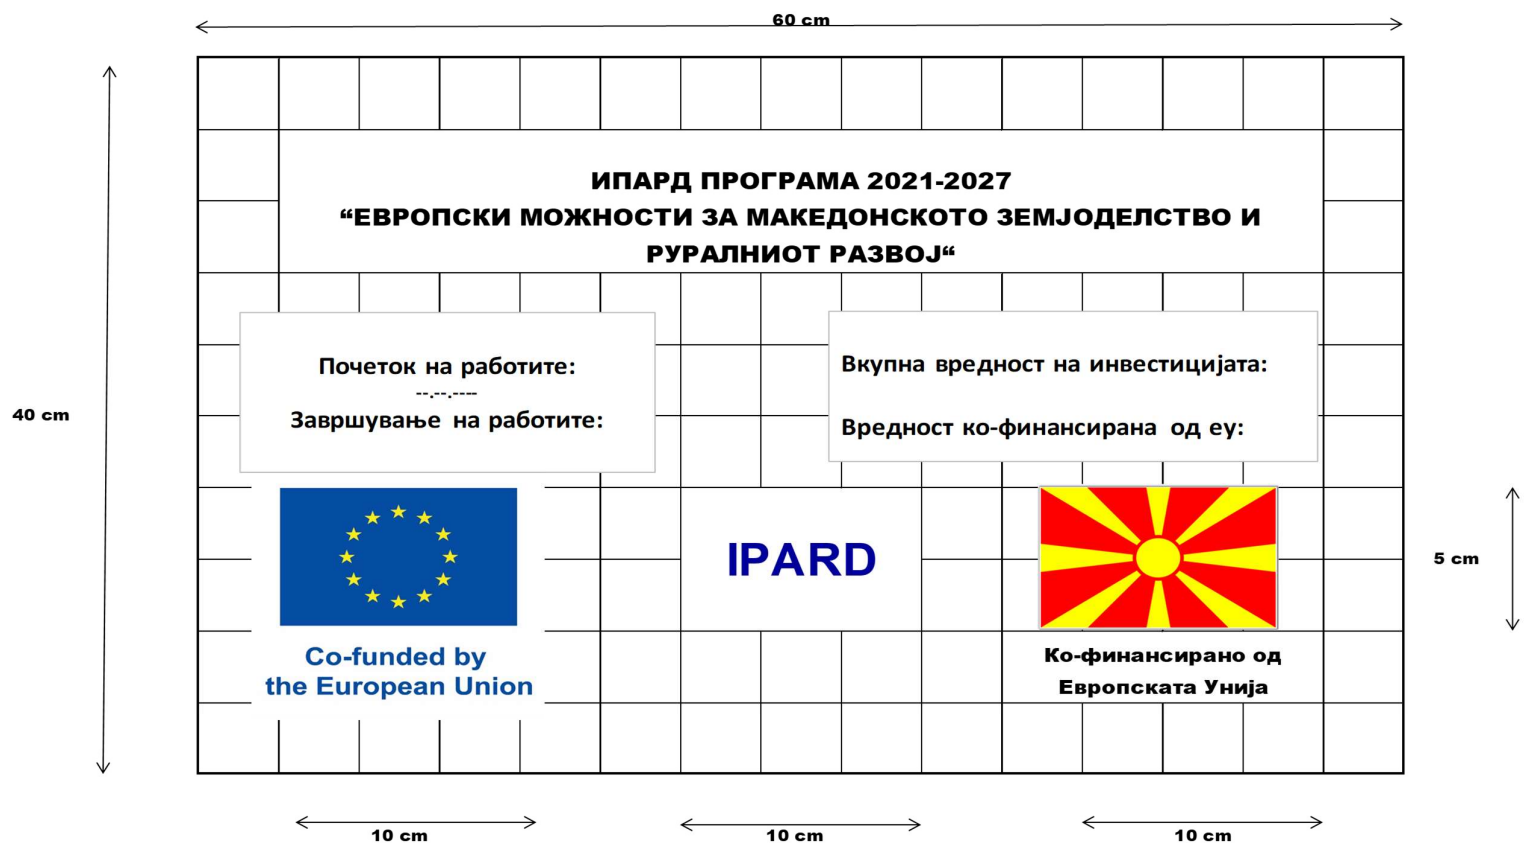 60 cm
ИПАРД ПРОГРАМА 2021-2027
“ЕВРОПСКИ МОЖНОСТИ ЗА МАКЕДОНСКОТО ЗЕМЈОДЕЛСТВО И
РУРАЛНИОТ РАЗВОЈ“
Почеток на работите:
--.--.----
Завршување на работите:
Вкупна вредност на инвестицијата:
Вредност ко-финансирана од еу:
40 cm
IPARD
5 cm
Co-funded by
the European Union
Ко-финансирано од
Европската Унија
10 cm
10 cm
10 cm